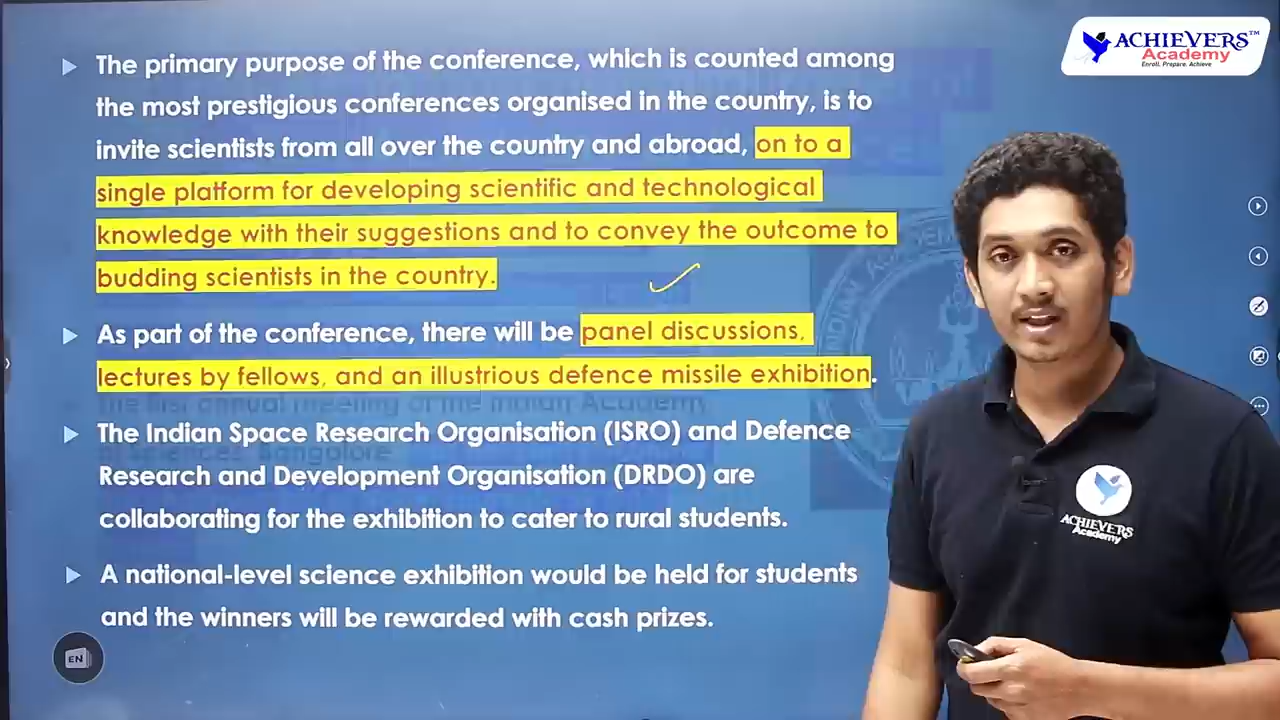 The primary purpose of the conference, which is counted among
the most prestigious conferences organised in the country, is to
invite scientists from all over the country and abroad, on to a
single platform for developing scientific and technological
knowledge with their suggestions and to convey the outcome to
budding scientists in the country.
As part of the conference, there will be panel discussions,
lectures by fellows, and an illustrious defence missile exhibition.
The Indian Space Research Organisation (ISRO) and Defence
Research and Development Organisation (DRDO) are
collaborating for the exhibition to cater to rural students.
A national-level science exhibition would be held for students
and the winners will be rewarded with cash prizes.
EN
ACHIEVERS™
Academy
Enroll. Prepare. Achieve
ACHIEVERS
Academy